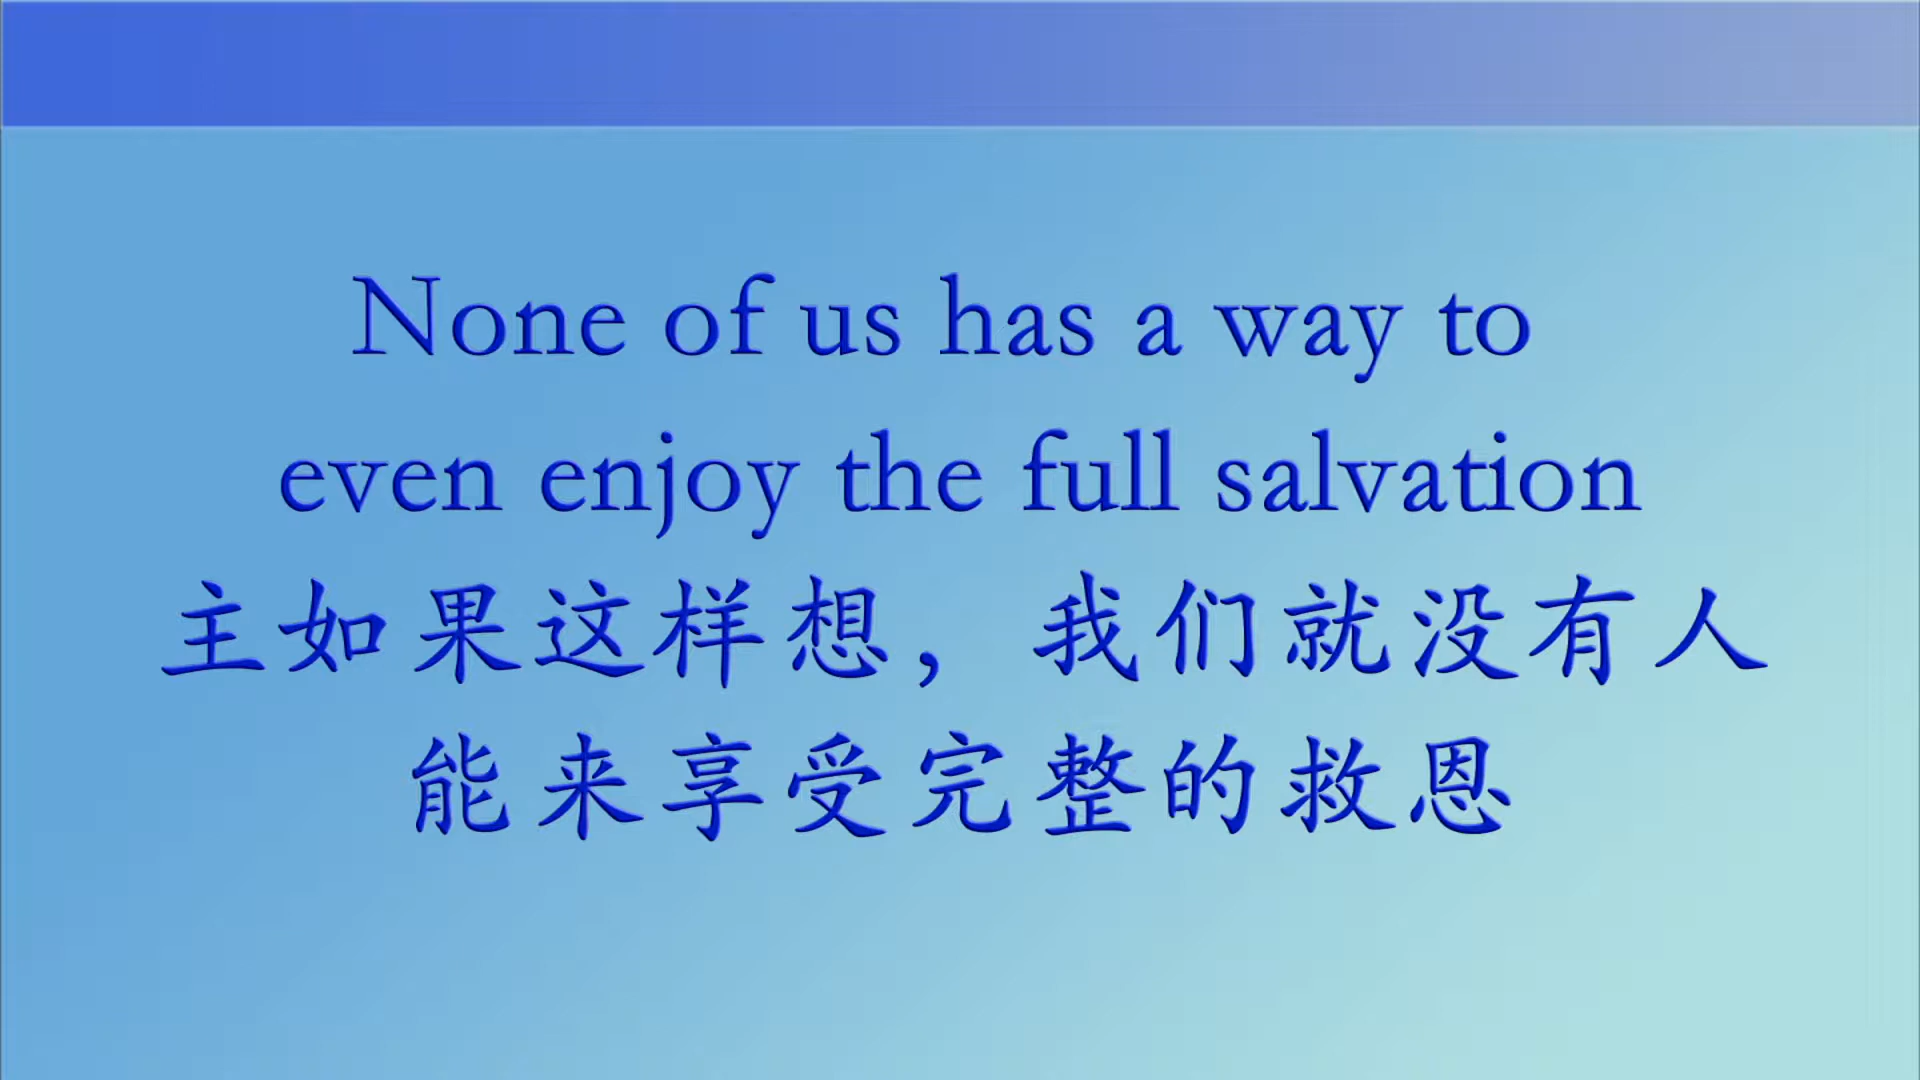 None of us has a way to
even enjoy the full salvation
主如果这样想，我们就没有人
能来享受完整的救恩